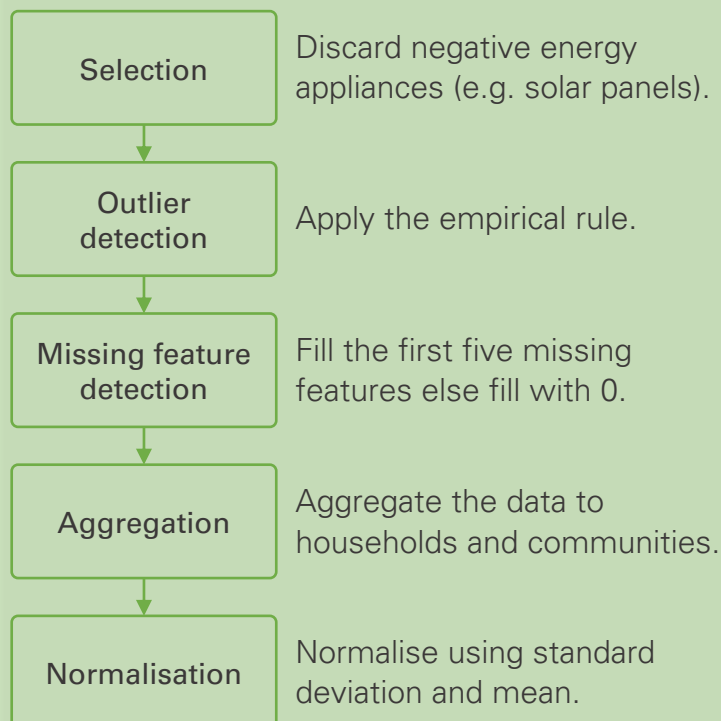 Selection
Discard negative energy
appliances (e.g. solar panels).
Outlier
detection
Apply the empirical rule.
Missing feature
detection
Fill the first five missing
features else fill with 0.
Aggregation
Aggregate the data to
households and communities.
Normalisation
Normalise using standard
deviation and mean.